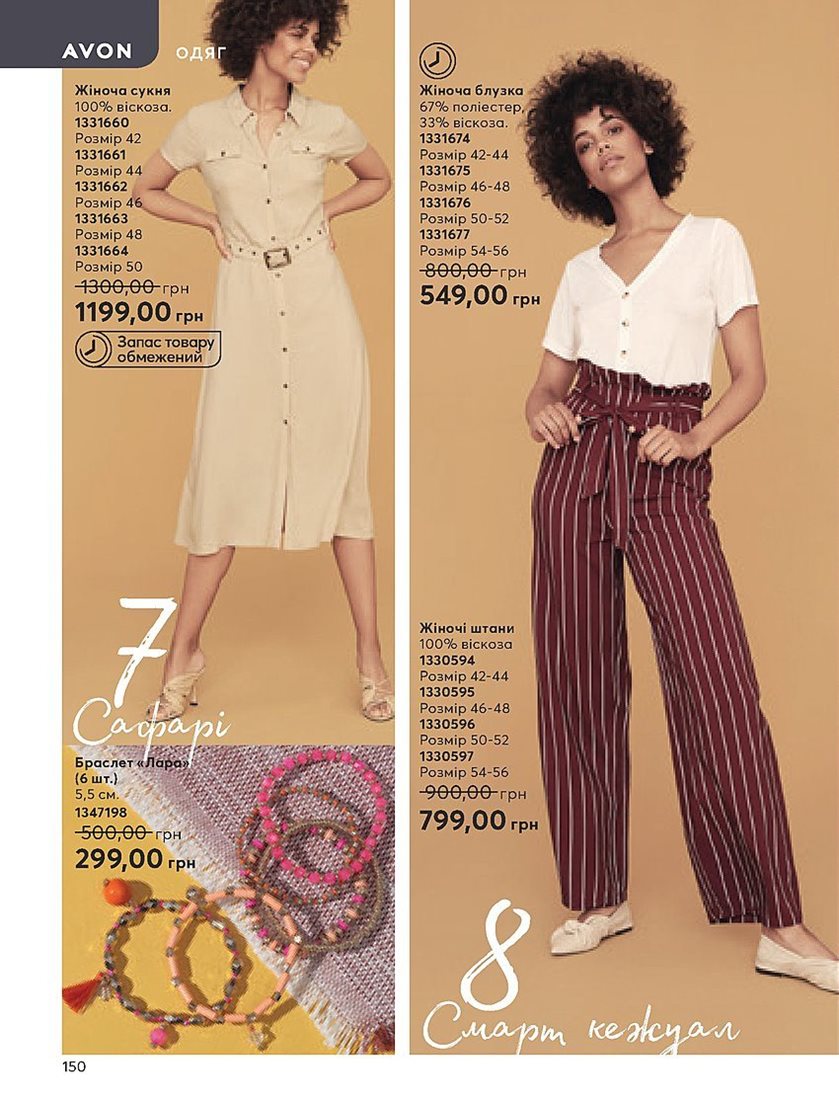 AVON
ОДЯГ
Жіноча сукня
100% віскоза.
1331660
Розмір 42
1331661
Розмір 44
1331662
Розмір 46
1331663
Розмір 48
1331664
Розмір 50
1300,00 грн
1199,00 грн
Запас товару
обмежений
7
Сафарі
Браслет «Лара»
(6 шт.)
5,5 см.
1347198
500,00 грн
299,00 грн
Жіноча блузка
67% поліестер,
33% віскоза.
1331674
Розмір 42-44
1331675
Розмір 46-48
1331676
Розмір 50-52
1331677
Розмір 54-56
800,00 грн
549,00 грн
Жіночі штани
100% віскоза
1330594
Розмір 42-44
1330595
Розмір 46-48
1330596
Розмір 50-52
1330597
Розмір 54-56
900,00 грн
799,00 грн
8
Смарт кежуал
150